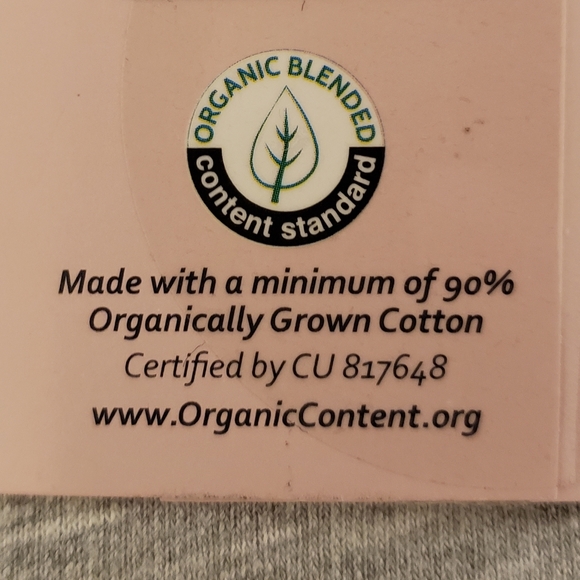 ORGANIC BLENDED
content standard
Made with a minimum of 90%
Organically Grown Cotton
Certified by CU 817648
www.OrganicContent.org